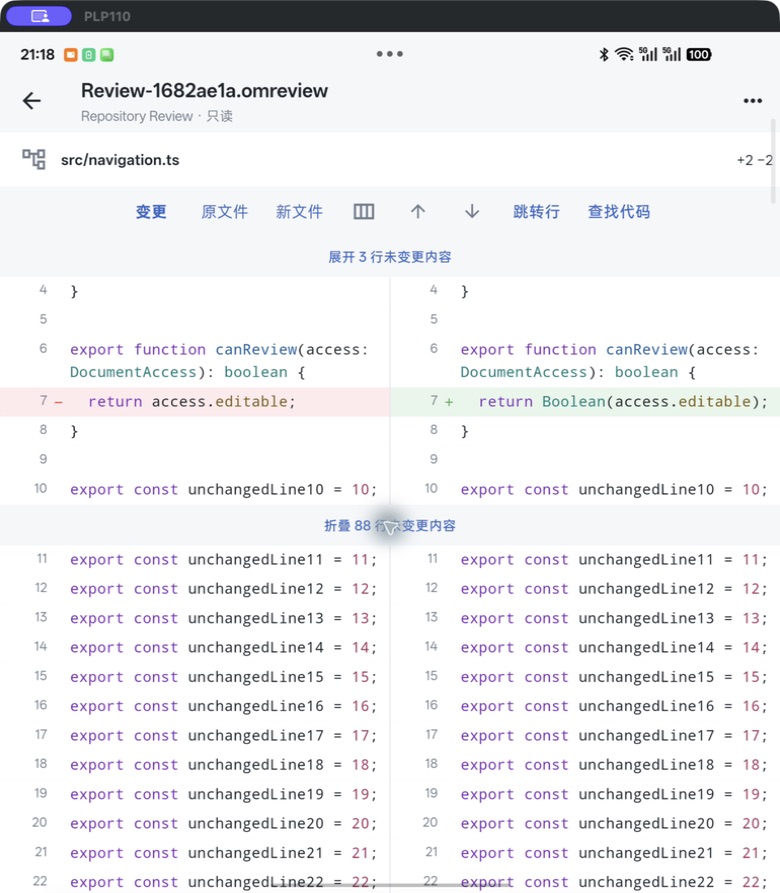 PLP110
21:18
5G 5G 100
Review-1682ae1a.omreview
Repository Review · 只读
src/navigation.ts +2 −2
变更 原文件 新文件 跳转行 查找代码
展开 3 行未变更内容
4 } 4 }
5 5
6 export function canReview(access: 6 export function canReview(access:
DocumentAccess): boolean { DocumentAccess): boolean {
7 − return access.editable; 7 + return Boolean(access.editable);
8 } 8 }
9 9
10 export const unchangedLine10 = 10; 10 export const unchangedLine10 = 10;
折叠 88 行未变更内容
11 export const unchangedLine11 = 11; 11 export const unchangedLine11 = 11;
12 export const unchangedLine12 = 12; 12 export const unchangedLine12 = 12;
13 export const unchangedLine13 = 13; 13 export const unchangedLine13 = 13;
14 export const unchangedLine14 = 14; 14 export const unchangedLine14 = 14;
15 export const unchangedLine15 = 15; 15 export const unchangedLine15 = 15;
16 export const unchangedLine16 = 16; 16 export const unchangedLine16 = 16;
17 export const unchangedLine17 = 17; 17 export const unchangedLine17 = 17;
18 export const unchangedLine18 = 18; 18 export const unchangedLine18 = 18;
19 export const unchangedLine19 = 19; 19 export const unchangedLine19 = 19;
20 export const unchangedLine20 = 20; 20 export const unchangedLine20 = 20;
21 export const unchangedLine21 = 21; 21 export const unchangedLine21 = 21;
22 export const unchangedLine22 = 22; 22 export const unchangedLine22 = 22;